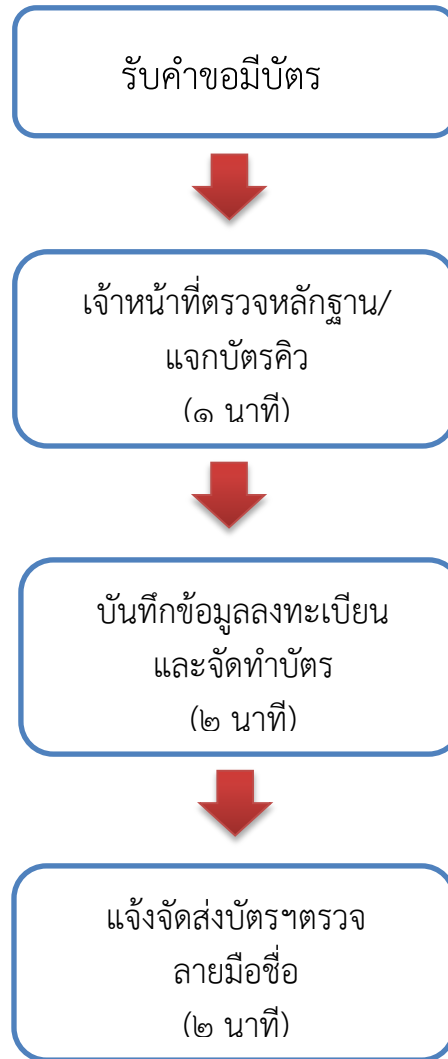 รับคำขอมีบัตร
เจ้าหน้าที่ตรวจหลักฐาน/
แจกบัตรคิว
(๑ นาที)
บันทึกข้อมูลลงทะเบียน
และจัดทำบัตร
(๒ นาที)
แจ้งจัดส่งบัตรฯตรวจ
ลายมือชื่อ
(๒ นาที)